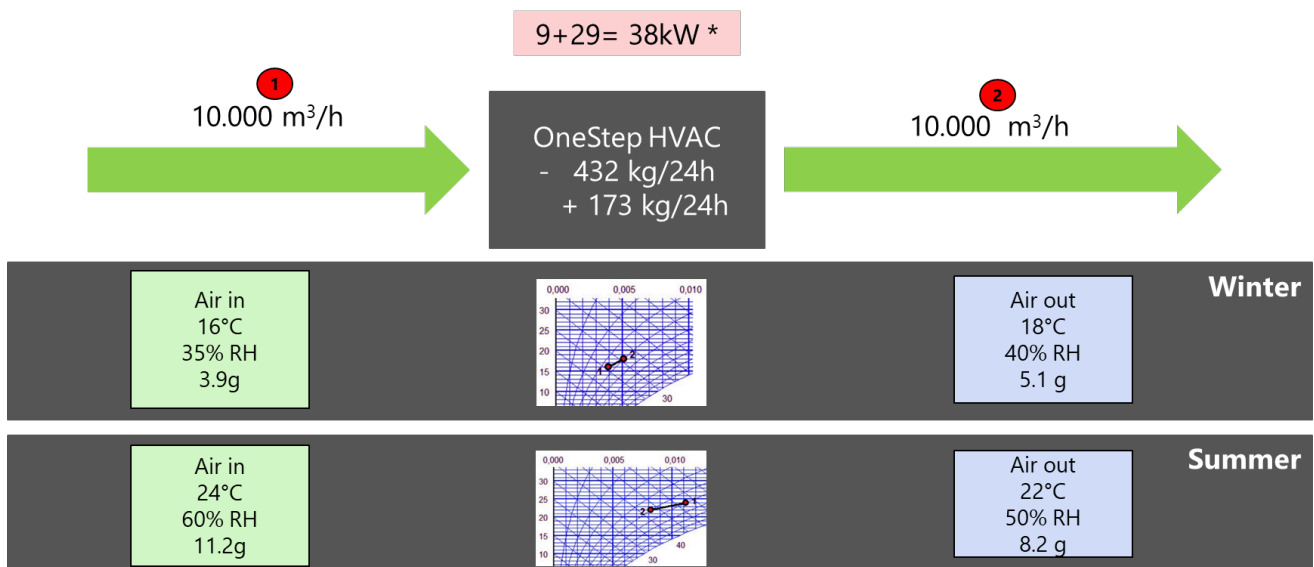 9+29= 38kW *
1
10.000 m³/h
OneStep HVAC
- 432 kg/24h
+ 173 kg/24h
2
10.000 m³/h
Winter
Air in
16°C
35% RH
3.9g
0,000 0,005 0,010
30
25
20
15
10
1
2
30
Air out
18°C
40% RH
5.1 g
Summer
Air in
24°C
60% RH
11.2g
0,000 0,005 0,010
30
25
20
15
10
2
1
40
30
Air out
22°C
50% RH
8.2 g